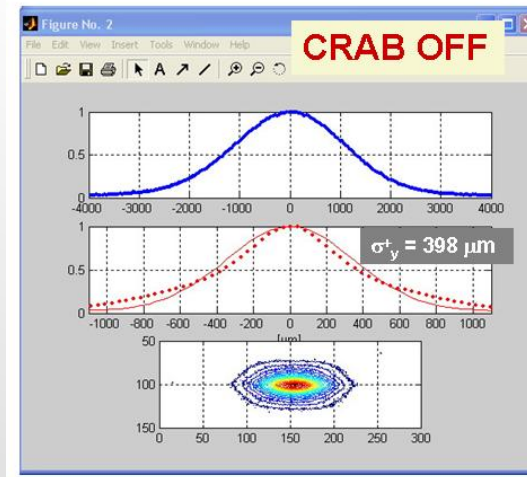 Figure No. 2
CRAB OFF
File Edit View Insert Tools Window Help
1
0.5
0
-4000 -3000 -2000 -1000 0 1000 2000 3000 4000
1
σ⁺y = 398 μm
0.5
0
-1000 -800 -600 -400 -200 0 200 400 600 800 1000
[um]
50
100
150
0 50 100 150 200 250 300